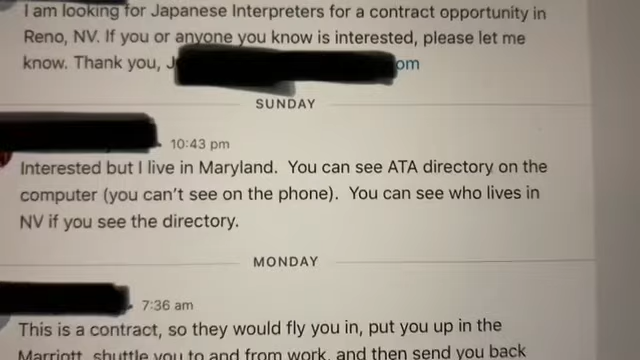 I am looking for Japanese Interpreters for a contract opportunity in
Reno, NV. If you or anyone you know is interested, please let me
know. Thank you, J
om
SUNDAY
10:43 pm
Interested but I live in Maryland. You can see ATA directory on the
computer (you can't see on the phone). You can see who lives in
NV if you see the directory.
MONDAY
7:36 am
This is a contract, so they would fly you in, put you up in the
Marriott, shuttle you to and from work, and then send you back